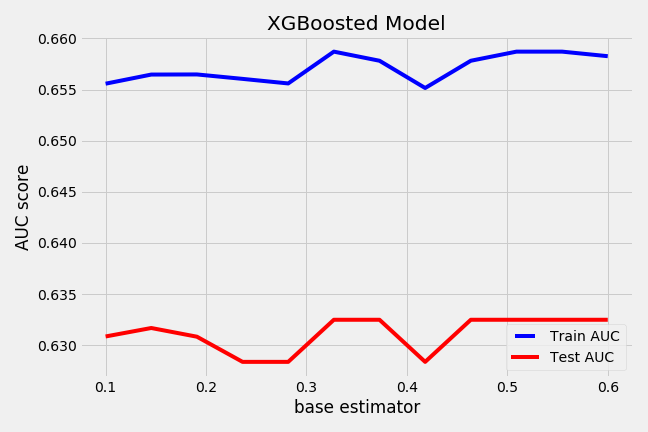 XGBoosted Model
0.660
0.655
0.650
0.645
0.640
0.635
0.630
AUC score
0.1 0.2 0.3 0.4 0.5 0.6
base estimator
Train AUC
Test AUC